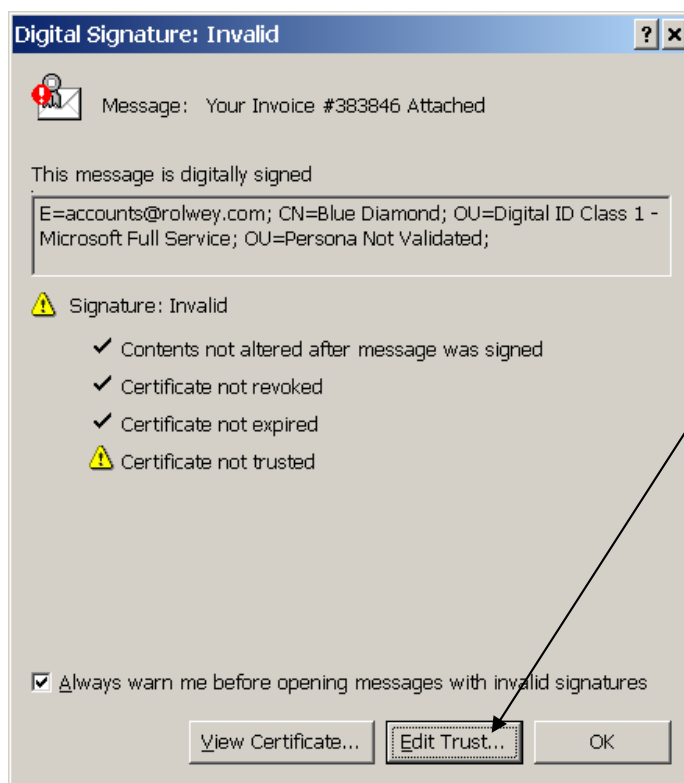 Digital Signature: Invalid
Message: Your Invoice #383846 Attached
This message is digitally signed
E=accounts@rolwey.com; CN=Blue Diamond; OU=Digital ID Class 1 -
Microsoft Full Service; OU=Persona Not Validated;
Signature: Invalid
Contents not altered after message was signed
Certificate not revoked
Certificate not expired
Certificate not trusted
Always warn me before opening messages with invalid signatures
View Certificate... Edit Trust... OK